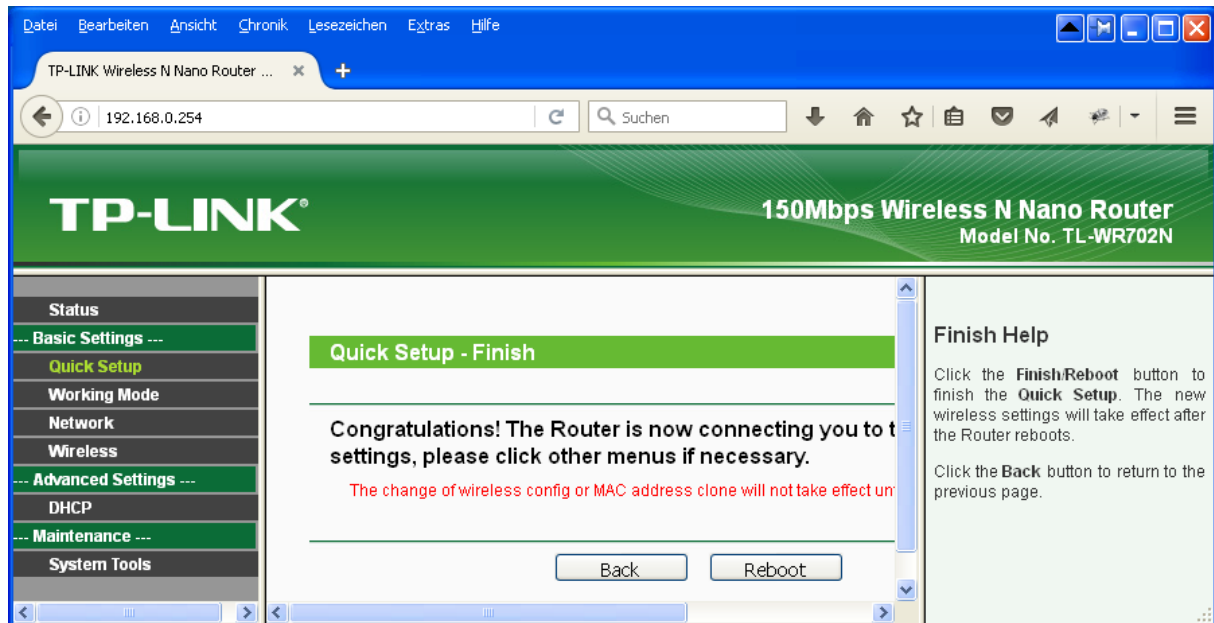 Datei Bearbeiten Ansicht Chronik Lesezeichen Extras Hilfe
TP-LINK Wireless N Nano Router ...
192.168.0.254
Suchen
TP-LINK®
150Mbps Wireless N Nano Router
Model No. TL-WR702N
Status
--- Basic Settings ---
Quick Setup
Working Mode
Network
Wireless
--- Advanced Settings ---
DHCP
--- Maintenance ---
System Tools
Quick Setup - Finish
Congratulations! The Router is now connecting you to t
settings, please click other menus if necessary.
The change of wireless config or MAC address clone will not take effect un
Back Reboot
Finish Help
Click the Finish/Reboot button to
finish the Quick Setup. The new
wireless settings will take effect after
the Router reboots.
Click the Back button to return to the
previous page.